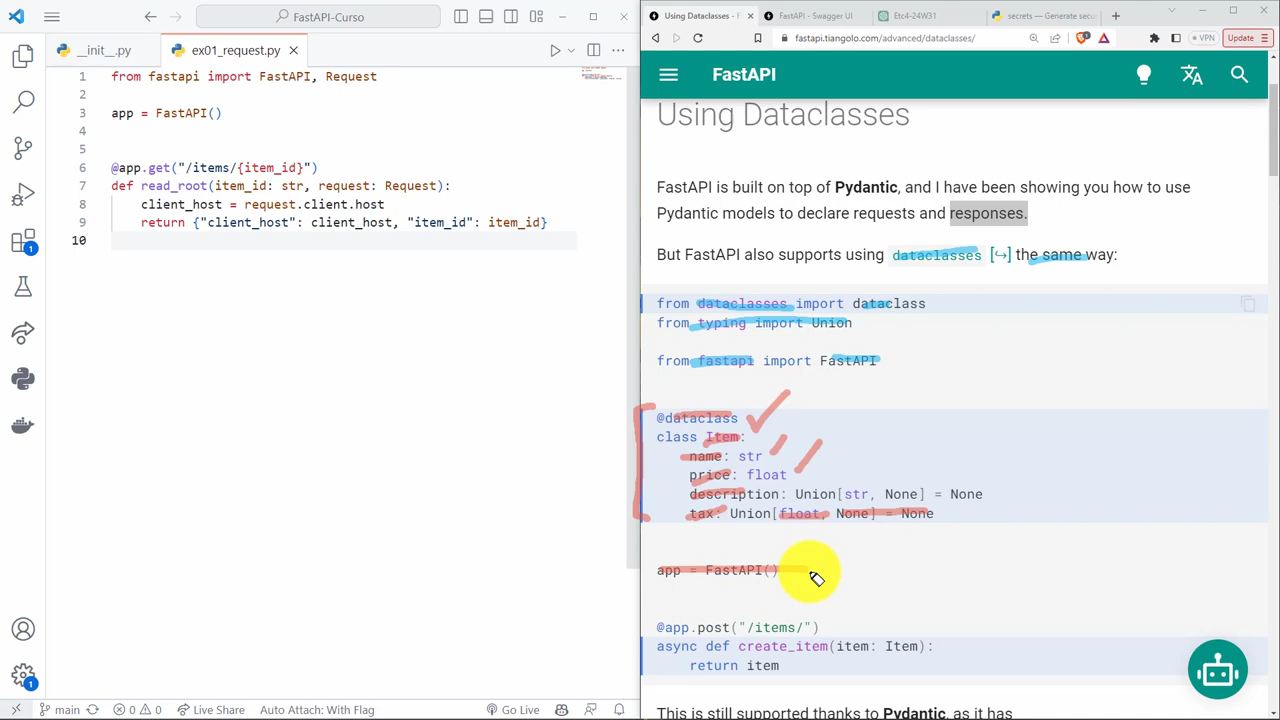 FastAPI-Curso
__init__.py
ex01_request.py
1 from fastapi import FastAPI, request
2
3 app = FastAPI()
4
5
6 @app.get("/items/{item_id}")
7 def read_root(item_id: str, request: Request):
8 client_host = request.client.host
9 return {"client_host": client_host, "item_id": item_id}
10
1
1
main
0 0
Live Share
Auto Attach: With Flag
Go Live
Using Dataclasses - F
FastAPI - Swagger UI
Etc4-24W31
secrets — Generate secu
fastapi.tiangolo.com/advanced/dataclasses/
VPN
Update
FastAPI
Using Dataclasses
FastAPI is built on top of Pydantic, and I have been showing you how to use
Pydantic models to declare requests and responses.
But FastAPI also supports using dataclasses [↪] the same way:
from dataclasses import dataclass
from typing import Union
from fastapi import FastAPI
@dataclass
class Item:
name: str
price: float
description: Union[str, None] = None
tax: Union[float, None] = None
app = FastAPI()
@app.post("/items/")
async def create_item(item: Item):
return item
This is still supported thanks to Pydantic, as it has